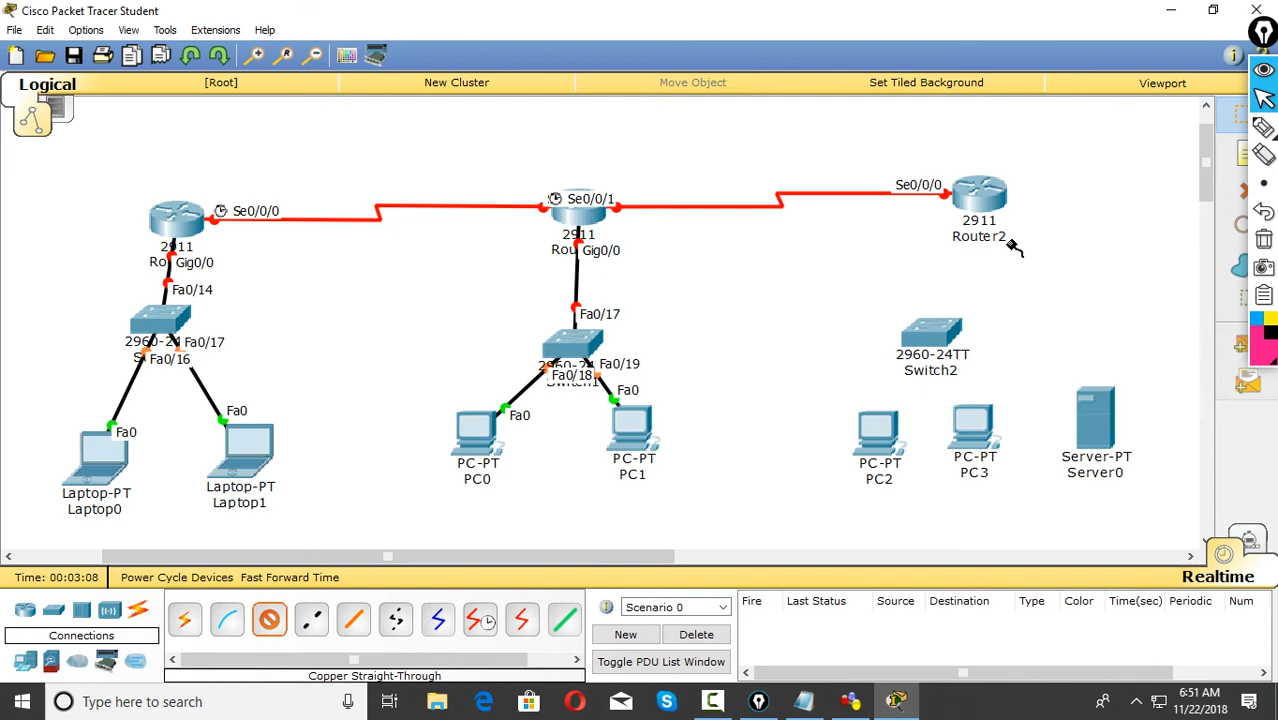 Cisco Packet Tracer Student
File Edit Options View Tools Extensions Help
Logical [Root] New Cluster Move Object Set Tiled Background Viewport
Se0/0/0
2911
Gig0/0
Fa0/14
2960-24
Fa0/17
Fa0/16
Fa0
Fa0
Laptop-PT
Laptop0
Laptop-PT
Laptop1
Se0/0/1
2911
Gig0/0
Fa0/17
Fa0/19
Fa0/18
Switch1
Fa0
Fa0
PC-PT
PC0
PC-PT
PC1
Se0/0/0
2911
Router2
2960-24TT
Switch2
PC-PT
PC2
PC-PT
PC3
Server-PT
Server0
Realtime
Time: 00:03:08 Power Cycle Devices Fast Forward Time
Connections
Copper Straight-Through
Scenario 0
New Delete
Toggle PDU List Window
Fire Last Status Source Destination Type Color Time(sec) Periodic Num
Type here to search
6:51 AM
11/22/2018